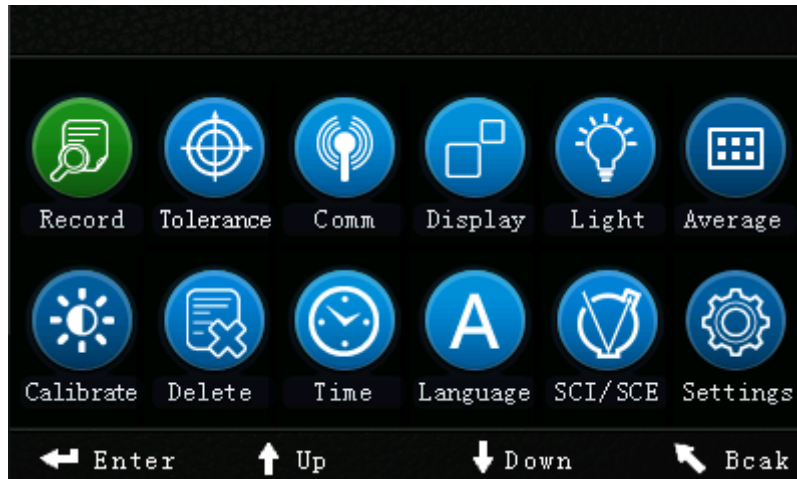 Record Tolerance Comm Display Light Average
Calibrate Delete Time Language SCI/SCE Settings
Enter Up Down Bcak